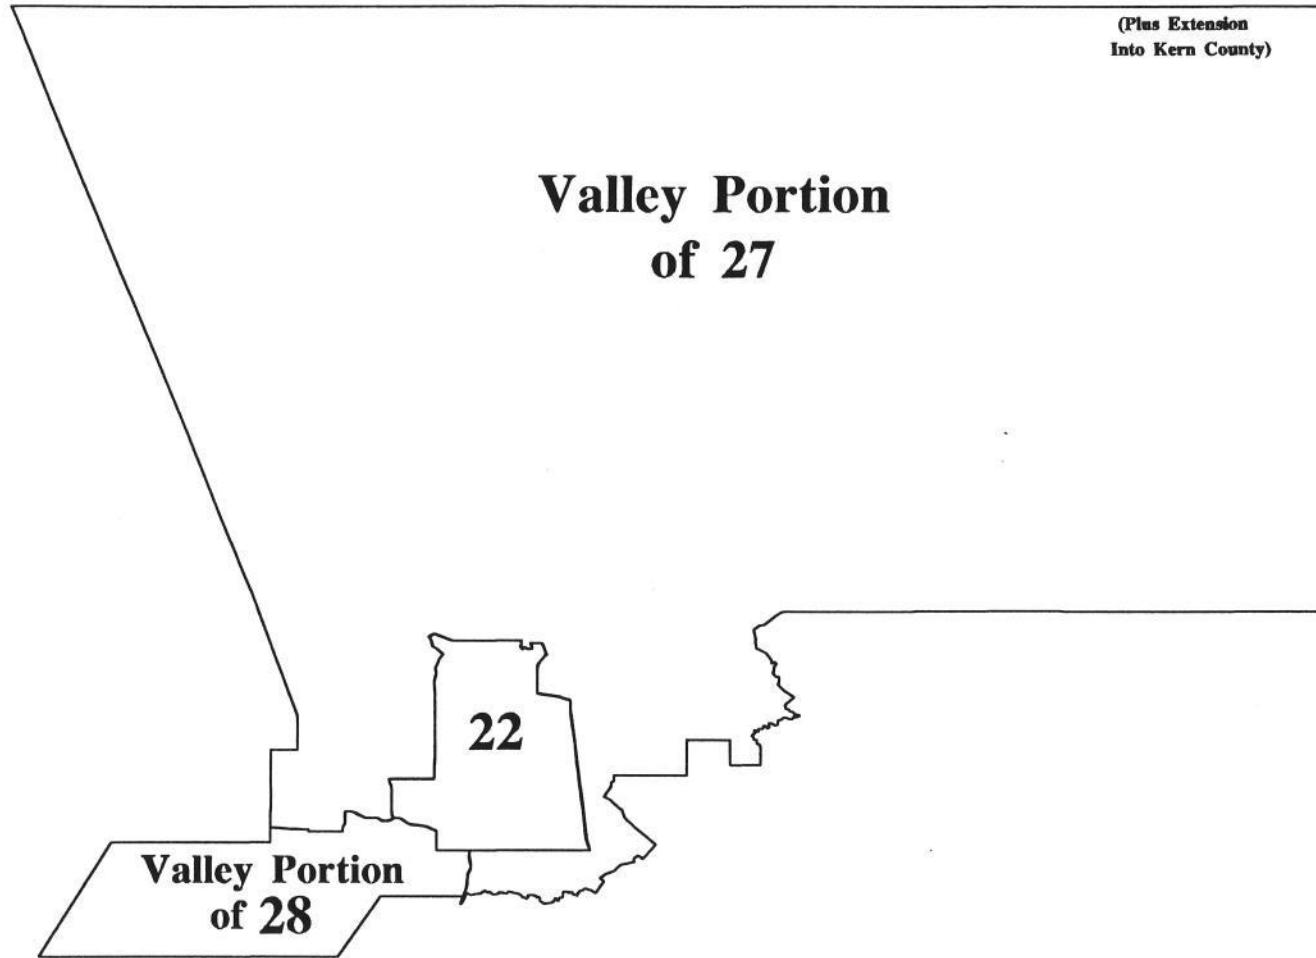 (Plus Extension
Into Kern County)
Valley Portion
of 27
22
Valley Portion
of 28